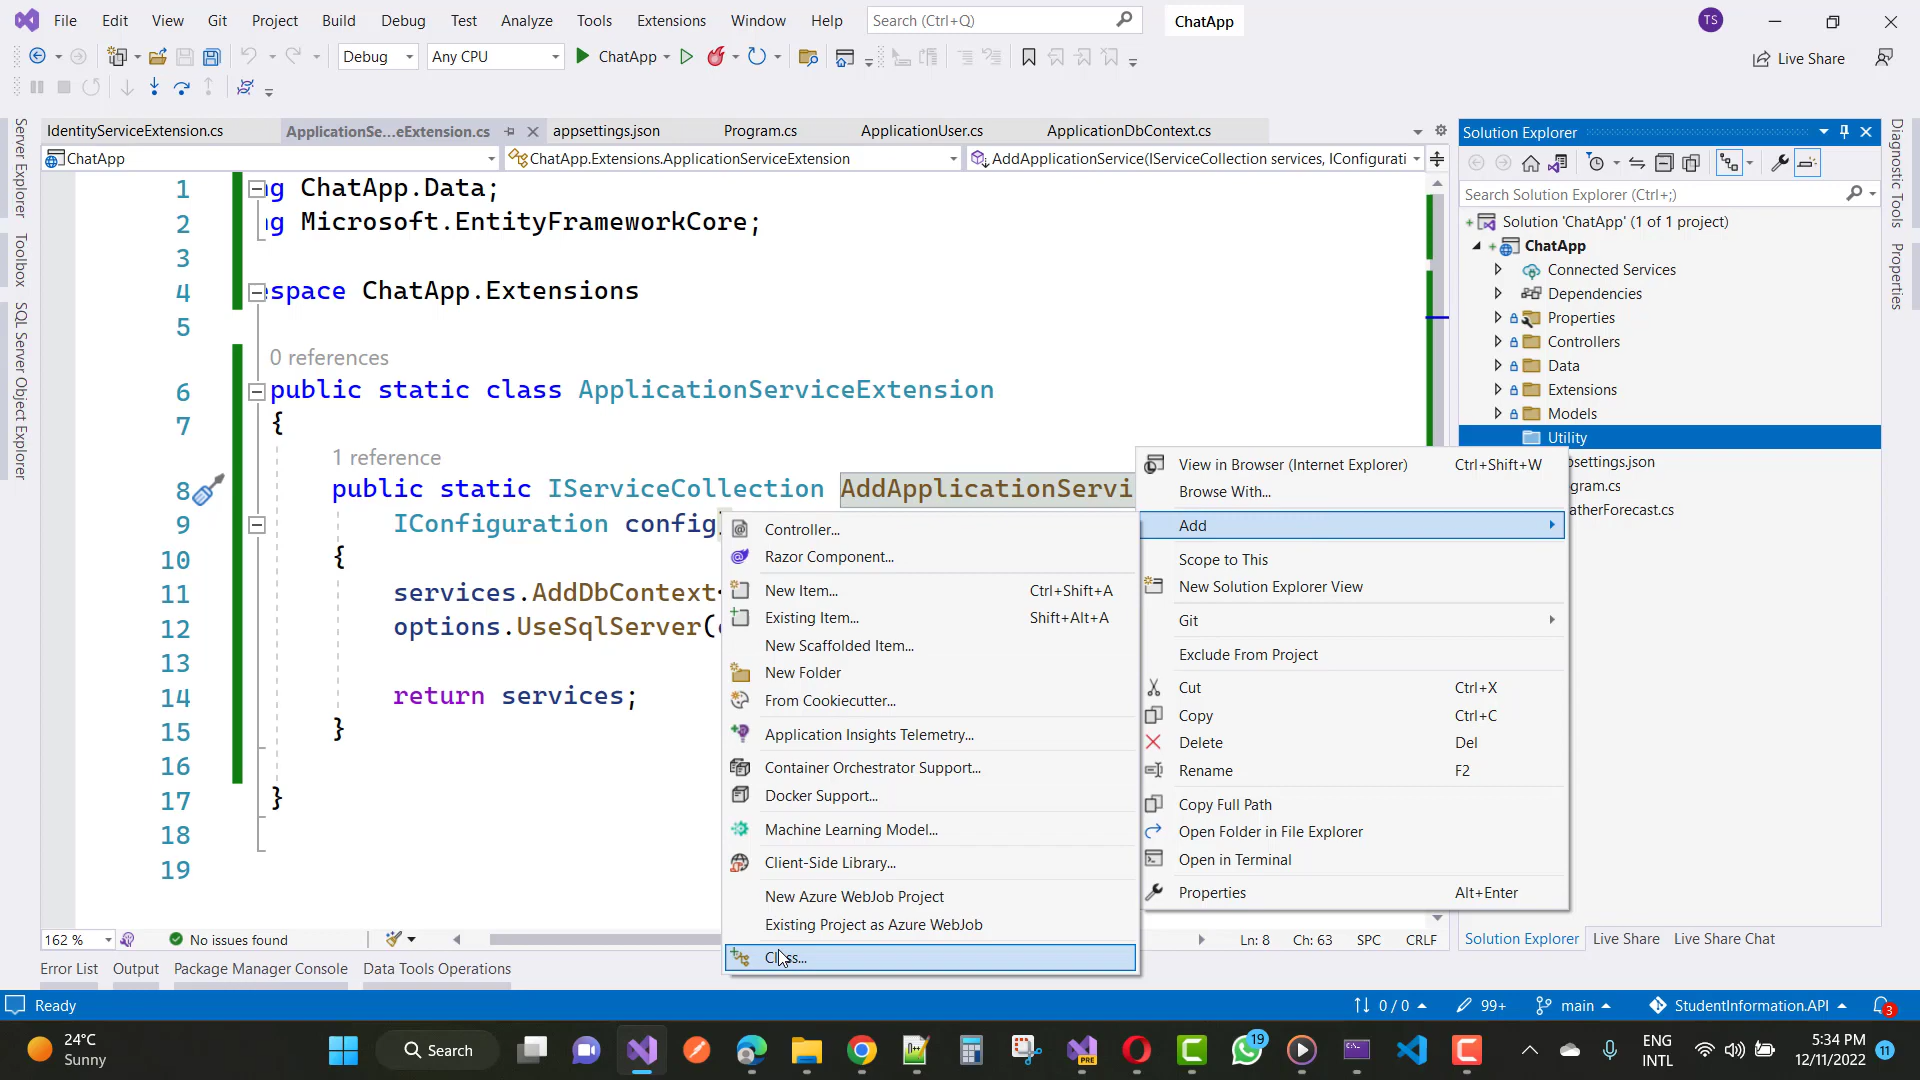 File Edit View Git Project Build Debug Test Analyze Tools Extensions Window Help Search (Ctrl+Q) ChatApp TS
Debug Any CPU ChatApp Live Share
IdentityServiceExtension.cs ApplicationSe...eExtension.cs appsettings.json Program.cs ApplicationUser.cs ApplicationDbContext.cs
ChatApp ChatApp.Extensions.ApplicationServiceExtension AddApplicationService(IServiceCollection services, IConfigurati
Server Explorer
Toolbox
SQL Server Object Explorer
1 g ChatApp.Data;
2 g Microsoft.EntityFrameworkCore;
3
4 espace ChatApp.Extensions
5
0 references
6 public static class ApplicationServiceExtension
7 {
1 reference
8 public static IServiceCollection AddApplicationServi
9 IConfiguration config
10 {
11 services.AddDbContext
12 options.UseSqlServer(
13
14 return services;
15 }
16
17 }
18
19
Controller...
Razor Component...
New Item... Ctrl+Shift+A
Existing Item... Shift+Alt+A
New Scaffolded Item...
New Folder
From Cookiecutter...
Application Insights Telemetry...
Container Orchestrator Support...
Docker Support...
Machine Learning Model...
Client-Side Library...
New Azure WebJob Project
Existing Project as Azure WebJob
Class...
View in Browser (Internet Explorer) Ctrl+Shift+W
Browse With...
Add
Scope to This
New Solution Explorer View
Git
Exclude From Project
Cut Ctrl+X
Copy Ctrl+C
Delete Del
Rename F2
Copy Full Path
Open Folder in File Explorer
Open in Terminal
Properties Alt+Enter
Solution Explorer
Search Solution Explorer (Ctrl+;)
Solution 'ChatApp' (1 of 1 project)
ChatApp
Connected Services
Dependencies
Properties
Controllers
Data
Extensions
Models
Utility
psettings.json
gram.cs
atherForecast.cs
Diagnostic Tools
Properties
162 % No issues found Ln: 8 Ch: 63 SPC CRLF
Solution Explorer Live Share Live Share Chat
Error List Output Package Manager Console Data Tools Operations
Ready 0 / 0 99+ main StudentInformation.API 3
24°C
Sunny
Search
PRE
19
ENG
INTL
5:34 PM
12/11/2022
11